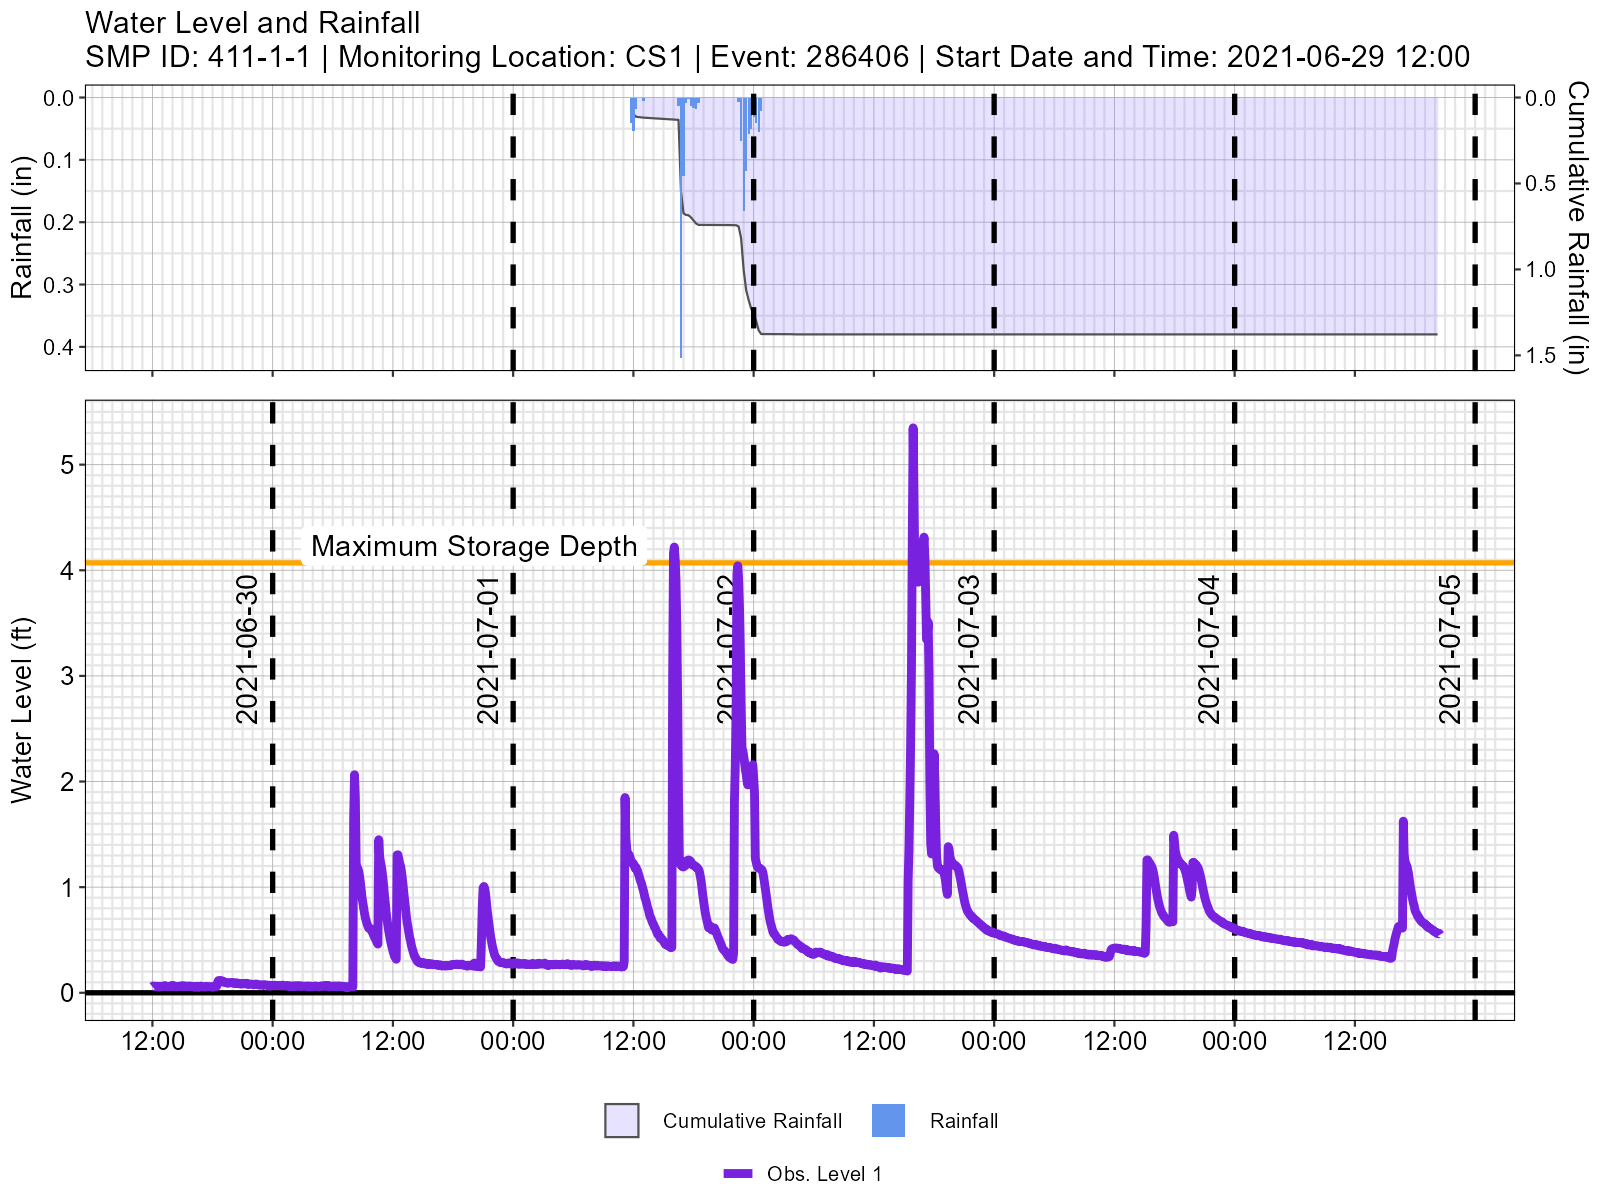 Water Level and Rainfall
SMP ID: 411-1-1 | Monitoring Location: CS1 | Event: 286406 | Start Date and Time: 2021-06-29 12:00
Rainfall (in)
0.0
0.1
0.2
0.3
0.4
0.0
0.5
1.0
1.5
Cumulative Rainfall (in)
Water Level (ft)
5
4
3
2
1
0
Maximum Storage Depth
2021-06-30
2021-07-01
2021-07-02
2021-07-03
2021-07-04
2021-07-05
12:00 00:00 12:00 00:00 12:00 00:00 12:00 00:00 12:00 00:00 12:00
Cumulative Rainfall Rainfall
Obs. Level 1